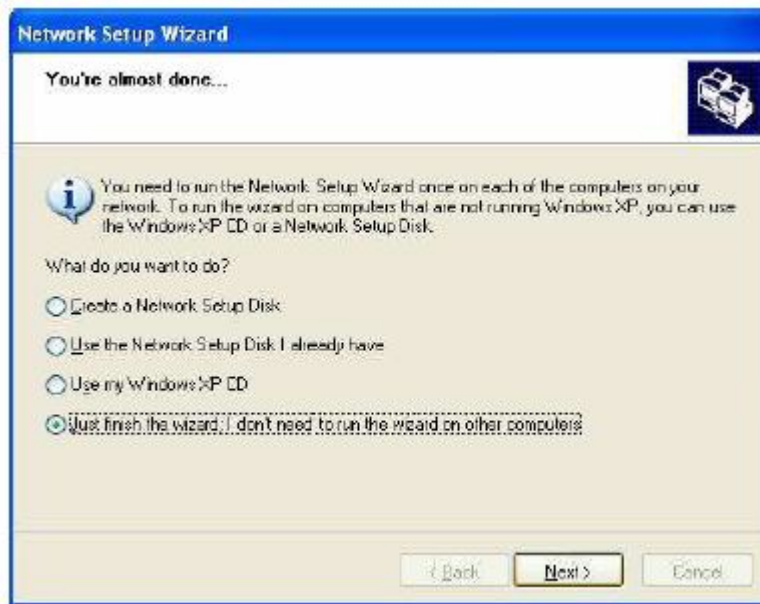 Network Setup Wizard
You're almost done...
You need to run the Network Setup Wizard once on each of the computers on your
network. To run the wizard on computers that are not running Windows XP, you can use
the Windows XP CD or a Network Setup Disk.
What do you want to do?
Create a Network Setup Disk
Use the Network Setup Disk I already have
Use my Windows XP CD
Just finish the wizard; I don't need to run the wizard on other computers
< Back Next > Cancel